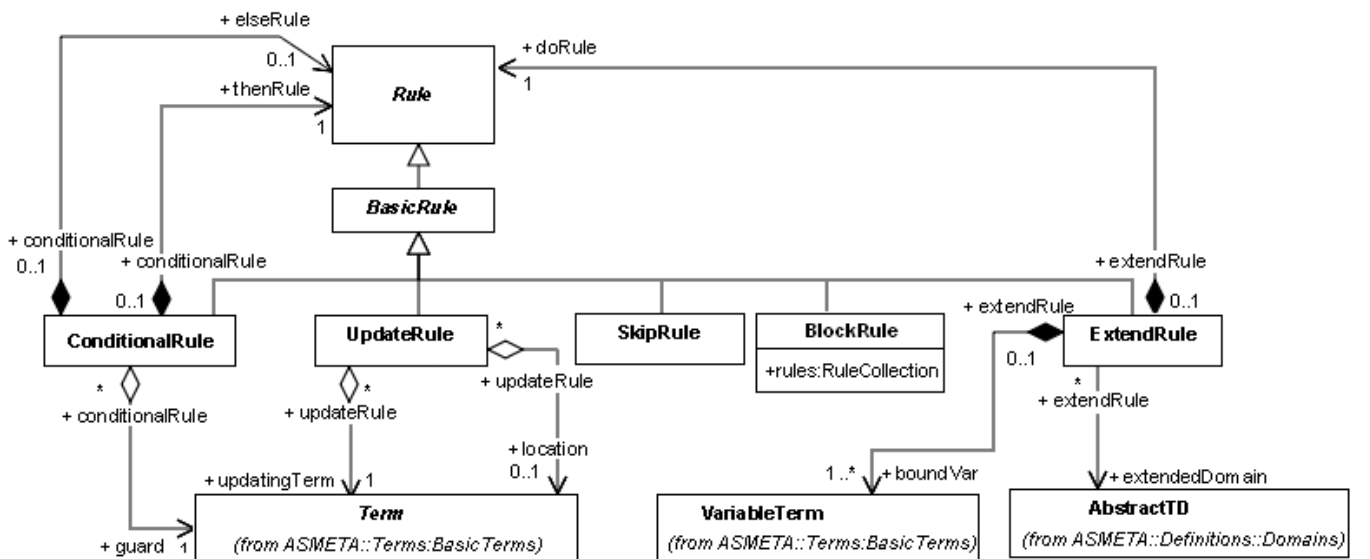 + elseRule
0..1
+ doRule
1
Rule
+thenRule
1
BasicRule
+ conditionalRule
0..1
+ conditionalRule
0..1
+ extendRule
0..1
ConditionalRule
UpdateRule
*
SkipRule
BlockRule
+rules:RuleCollection
+ extendRule
0..1
ExtendRule
*
+ conditionalRule
*
+ updateRule
+ updateRule
*
+ extendRule
+location
0..1
+updatingTerm
1
1..*
+ boundVar
+extendedDomain
Term
(from ASMETA::Terms:BasicTerms)
+ guard
1
VariableTerm
(from ASMETA::Terms:BasicTerms)
AbstractTD
(from ASMETA::Definitions::Domains)